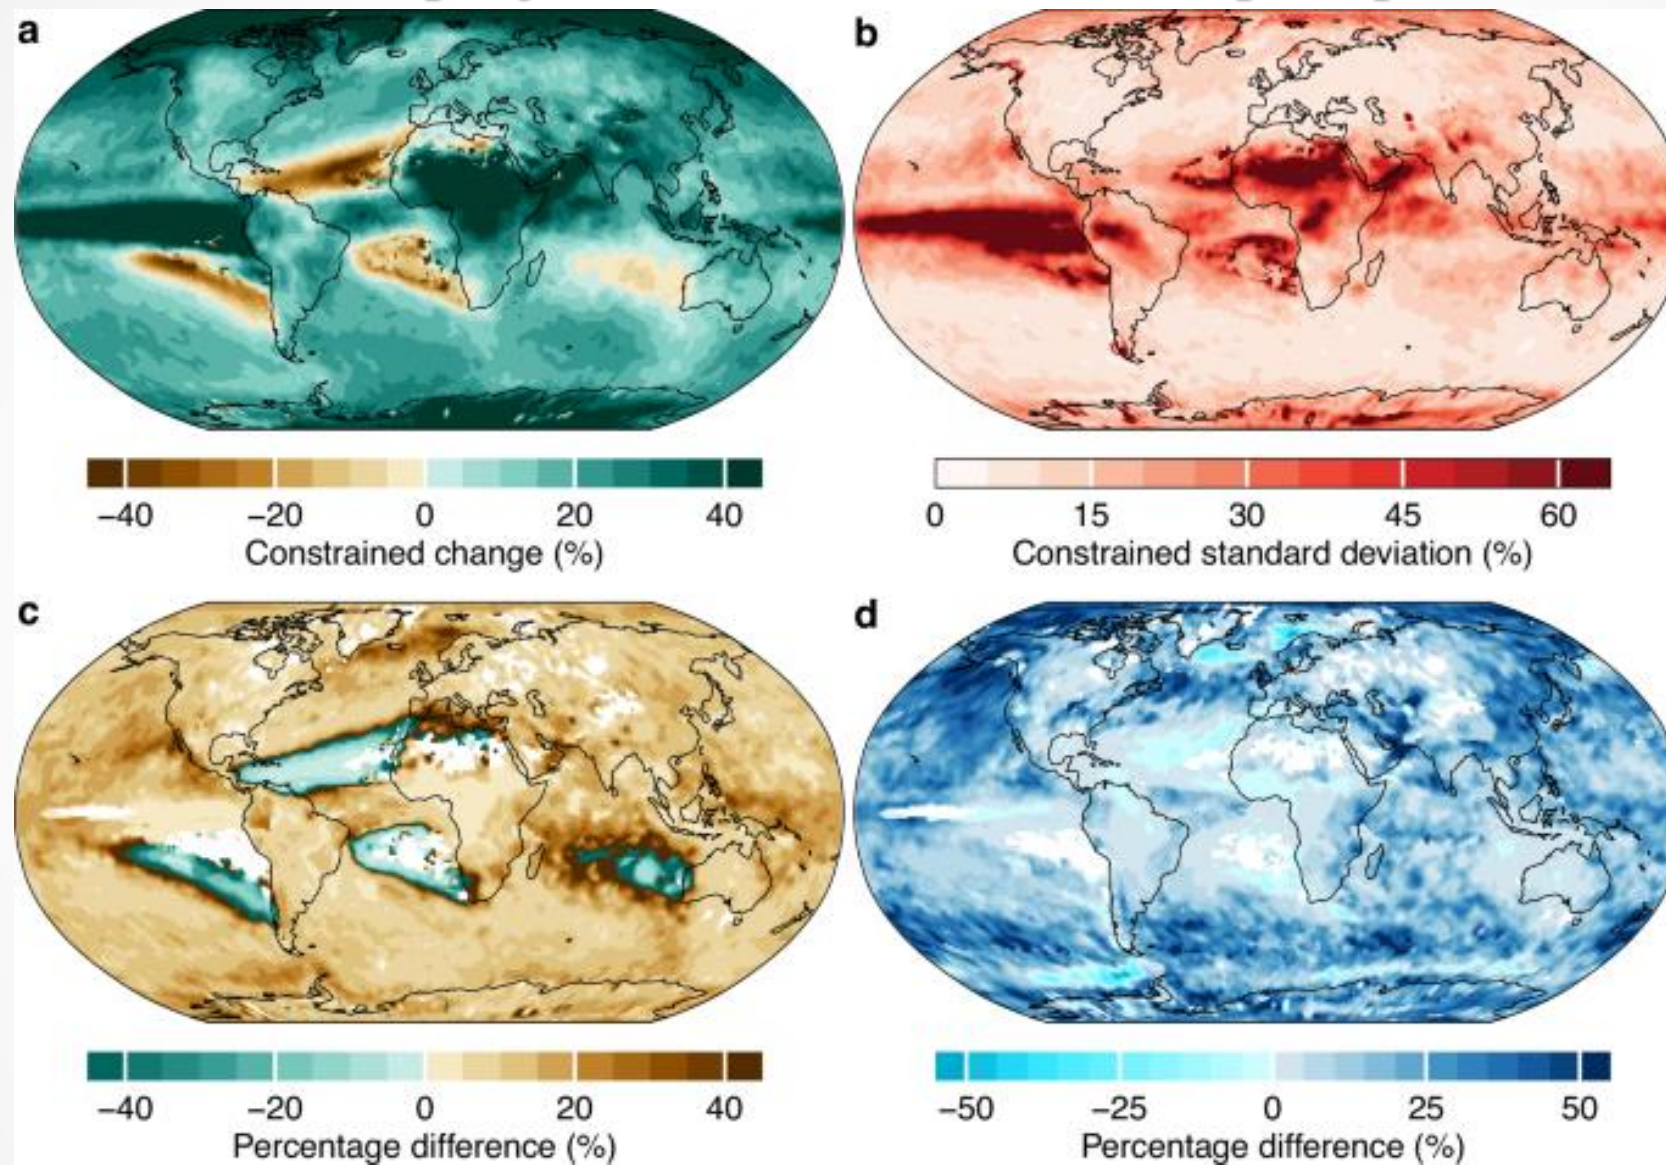 a
b
−40 −20 0 20 40
Constrained change (%)
0 15 30 45 60
Constrained standard deviation (%)
c
d
−40 −20 0 20 40
Percentage difference (%)
−50 −25 0 25 50
Percentage difference (%)